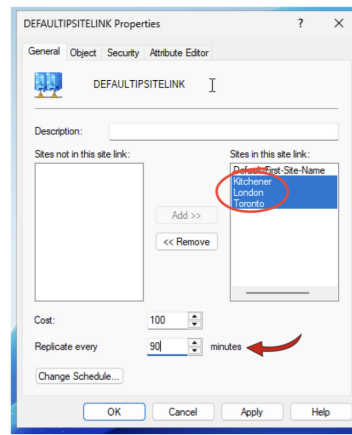 DEFAULTIPSITELINK Properties
? X
General Object Security Attribute Editor
DEFAULTIPSITELINK
Description:
Sites not in this site link: Sites in this site link:
Default-First-Site-Name
Kitchener
London
Toronto
Add >>
<< Remove
Cost: 100
Replicate every 90 minutes
Change Schedule...
OK Cancel Apply Help